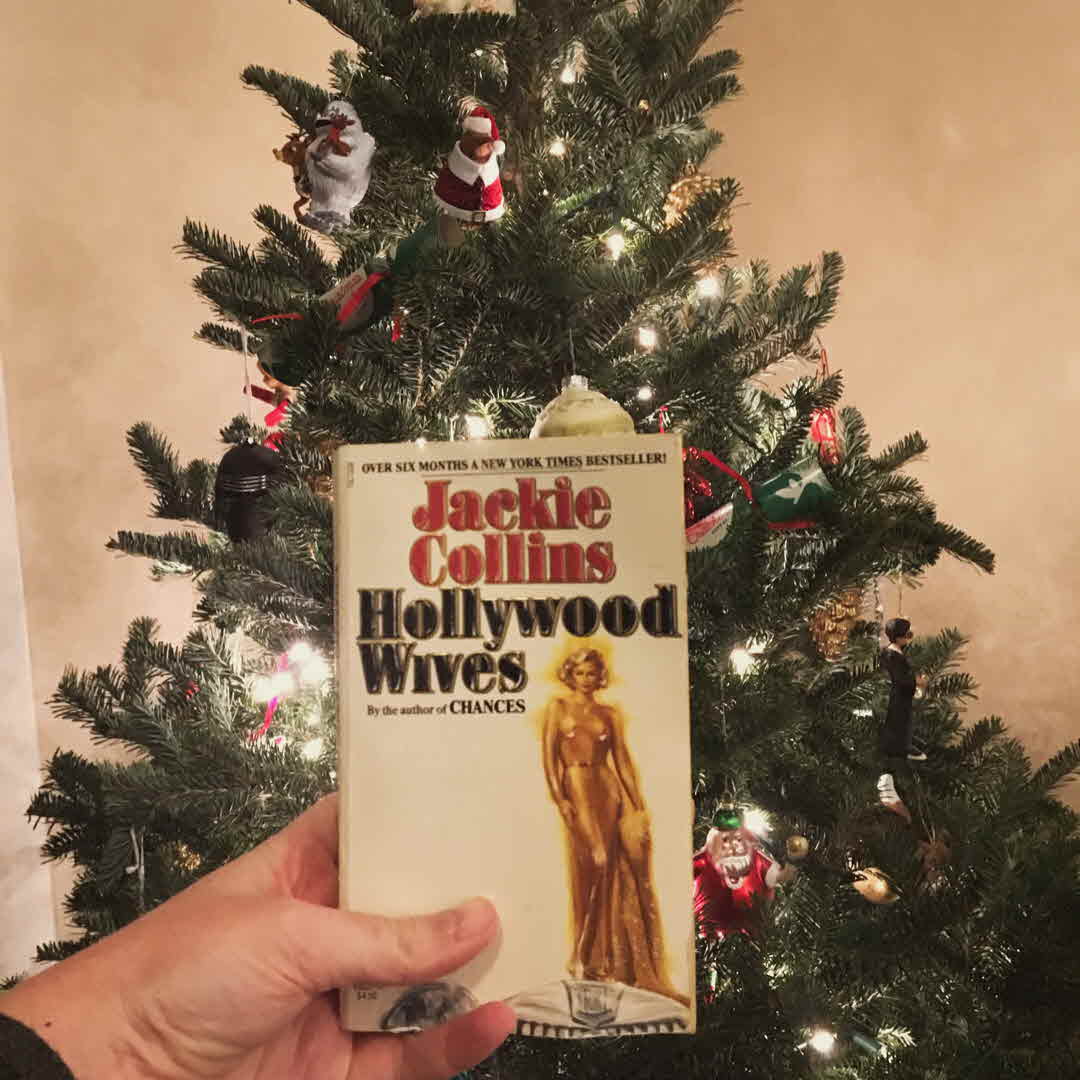 OVER SIX MONTHS A NEW YORK TIMES BESTSELLER!
Jackie
Collins
Hollywood
Wives
By the author of CHANCES